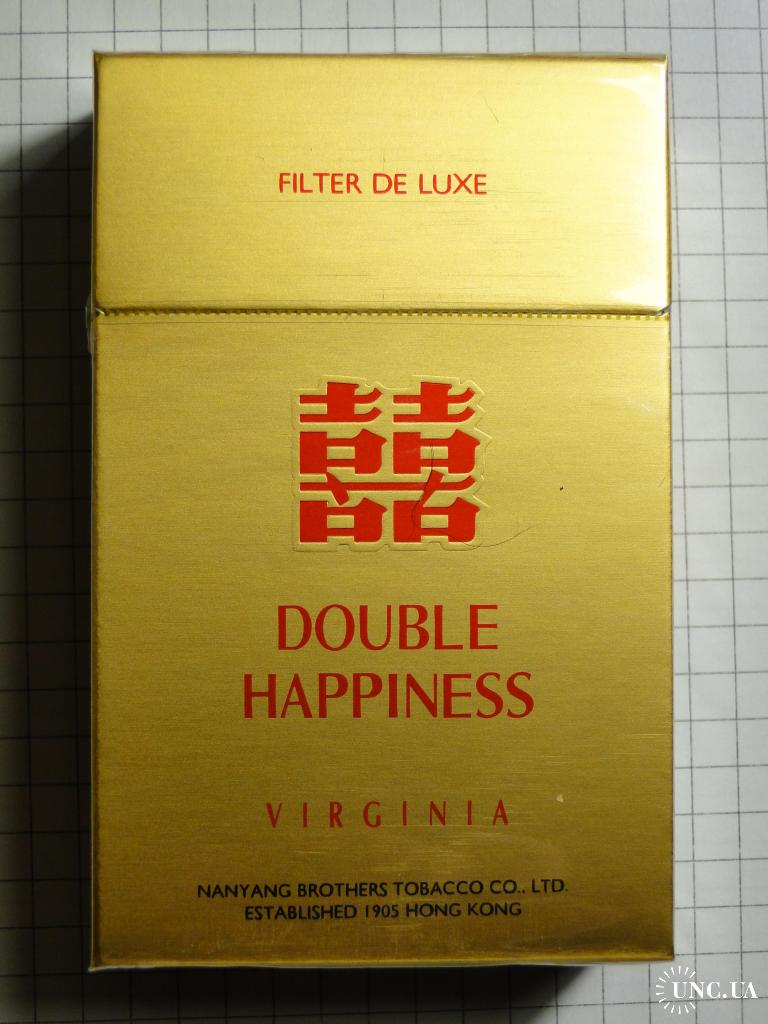 FILTER DE LUXE
囍
DOUBLE
HAPPINESS
VIRGINIA
NANYANG BROTHERS TOBACCO CO., LTD.
ESTABLISHED 1905 HONG KONG
UNC.UA